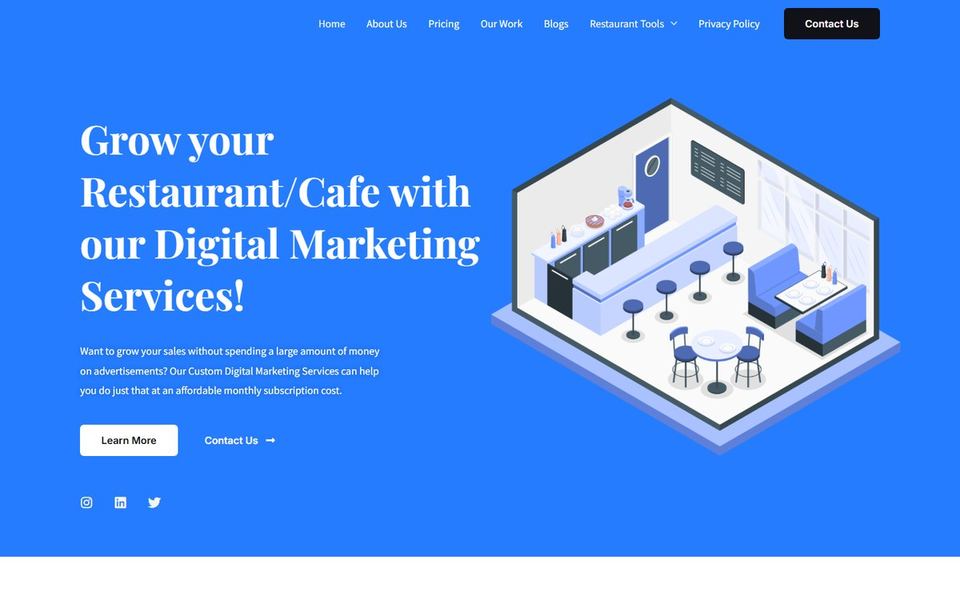 Home About Us Pricing Our Work Blogs Restaurant Tools Privacy Policy Contact Us
Grow your
Restaurant/Cafe with
our Digital Marketing
Services!
Want to grow your sales without spending a large amount of money
on advertisements? Our Custom Digital Marketing Services can help
you do just that at an affordable monthly subscription cost.
Learn More Contact Us